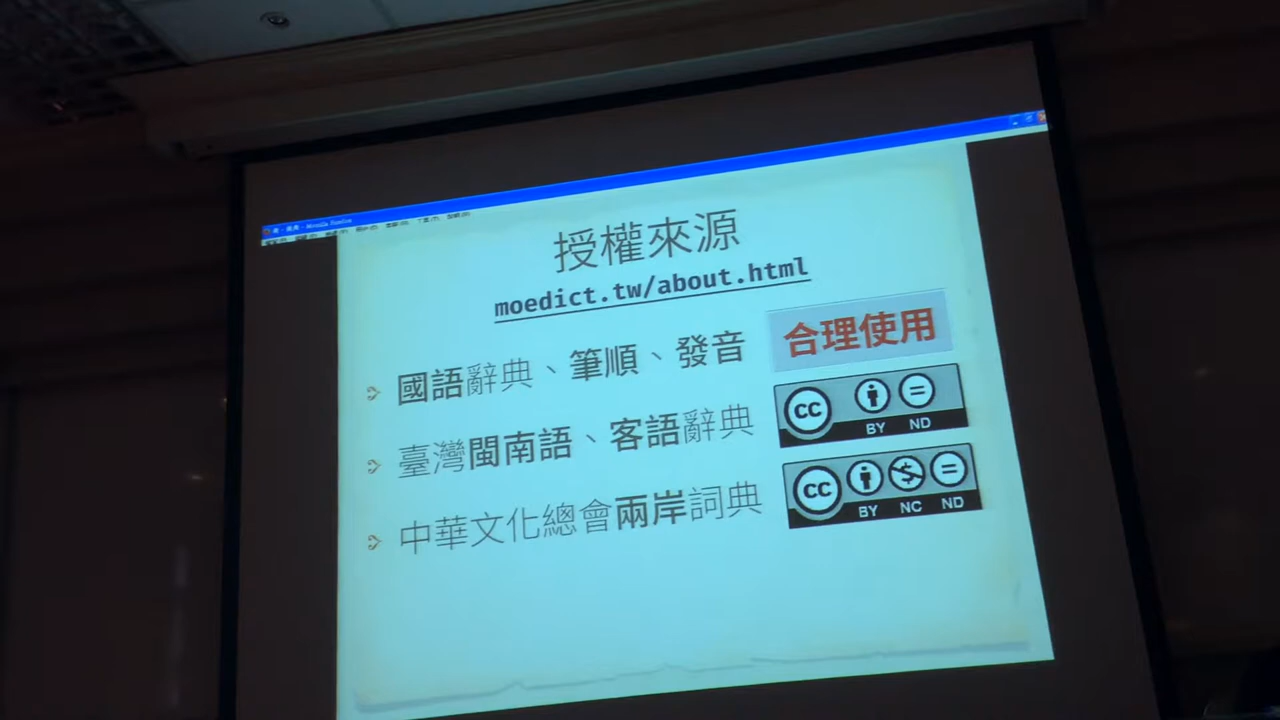 授權來源
moedict.tw/about.html
國語辭典、筆順、發音
合理使用
臺灣閩南語、客語辭典
cc BY ND
中華文化總會兩岸詞典
cc BY NC ND